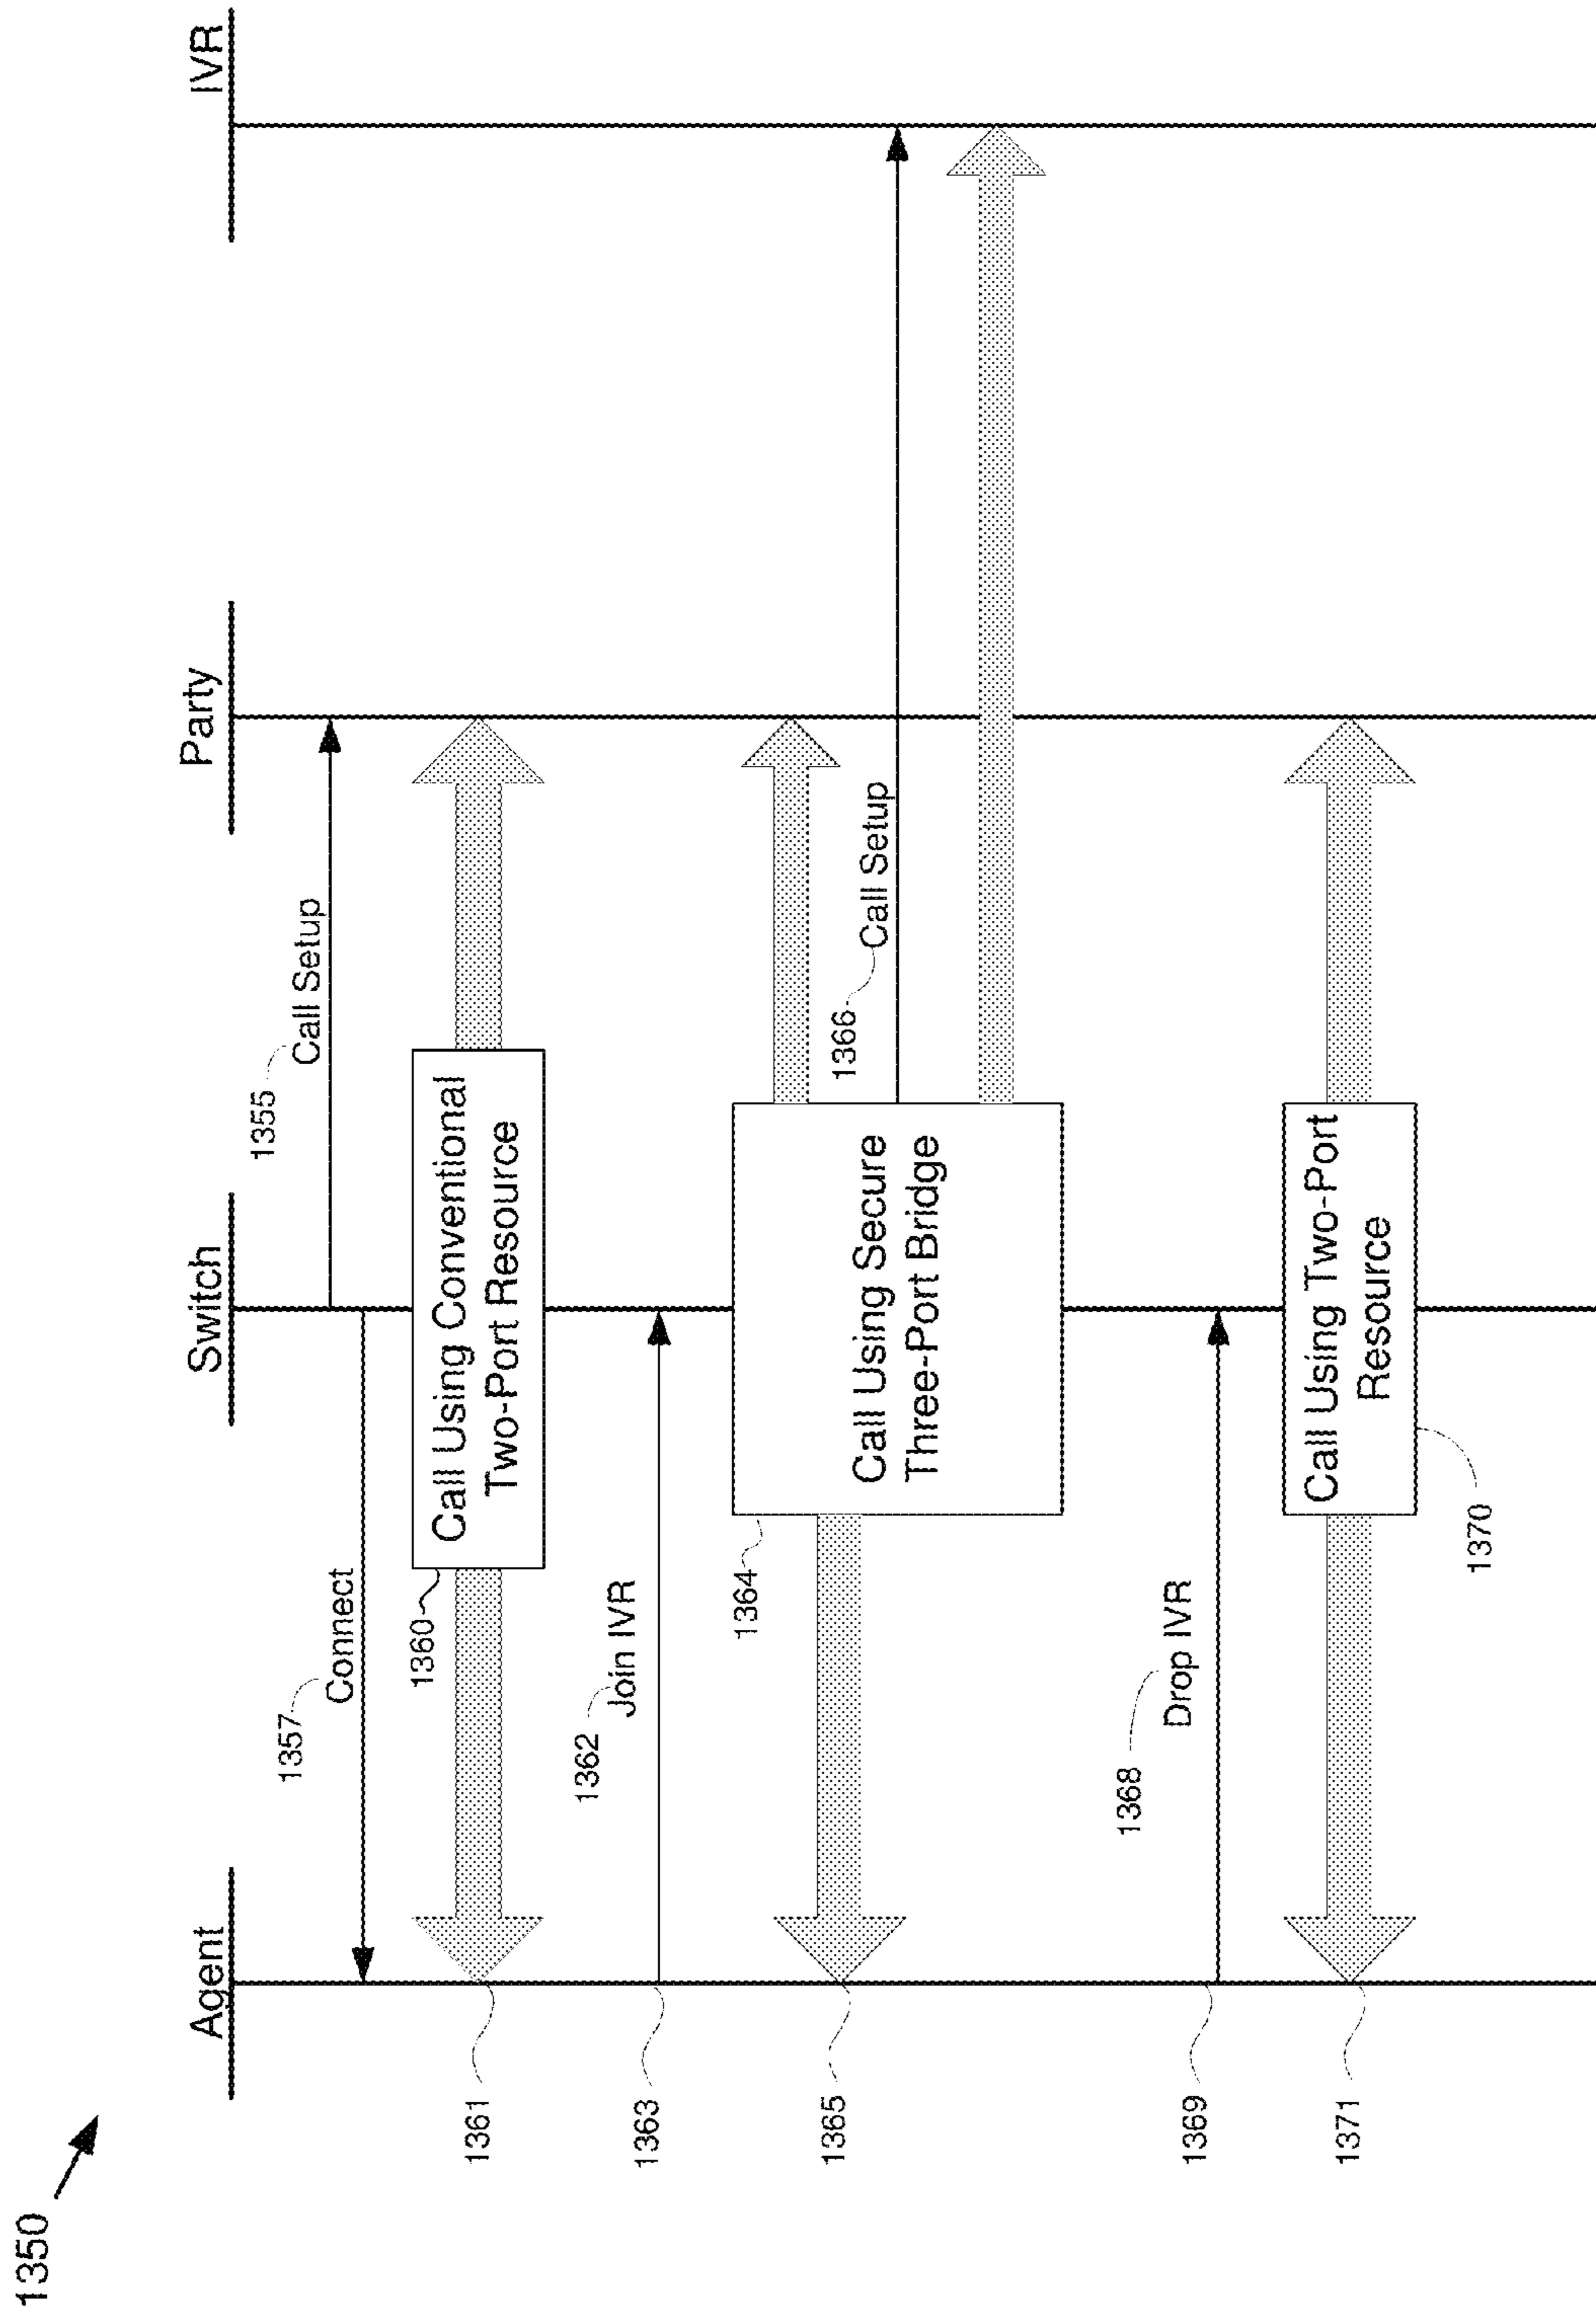 1350
Agent
Switch
Party
IVR
1355
Call Setup
1357
Connect
1360
Call Using Conventional
Two-Port Resource
1361
1362
Join IVR
1363
1364
Call Using Secure
Three-Port Bridge
1365
1366
Call Setup
1368
Drop IVR
1369
Call Using Two-Port
Resource
1370
1371